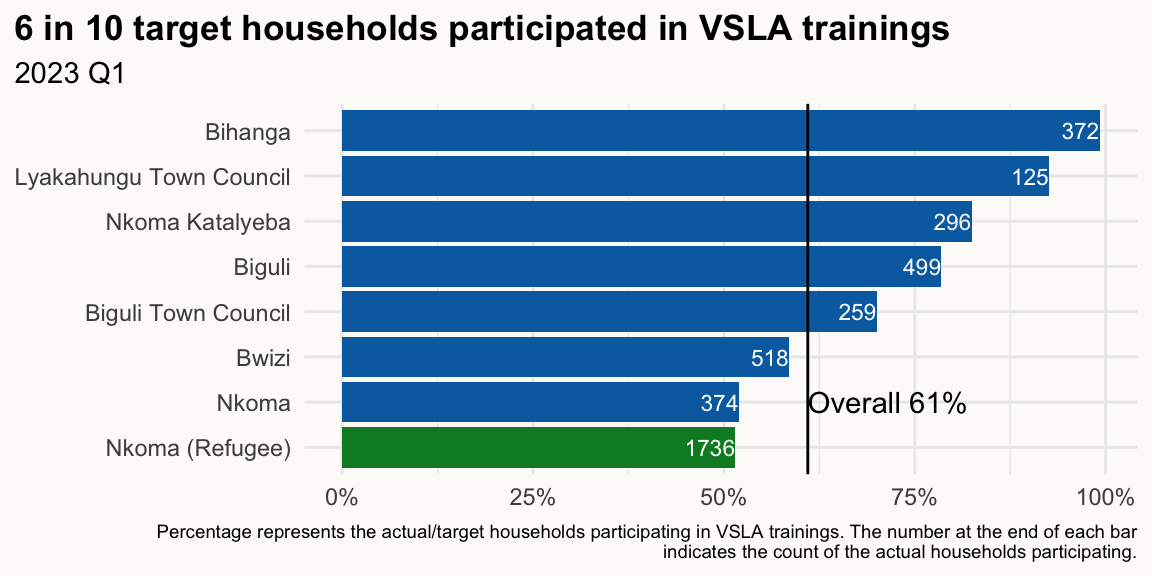 6 in 10 target households participated in VSLA trainings
2023 Q1
Bihanga 372
Lyakahungu Town Council 125
Nkoma Katalyeba 296
Biguli 499
Biguli Town Council 259
Bwizi 518
Nkoma 374 Overall 61%
Nkoma (Refugee) 1736
0% 25% 50% 75% 100%
Percentage represents the actual/target households participating in VSLA trainings. The number at the end of each bar
indicates the count of the actual households participating.